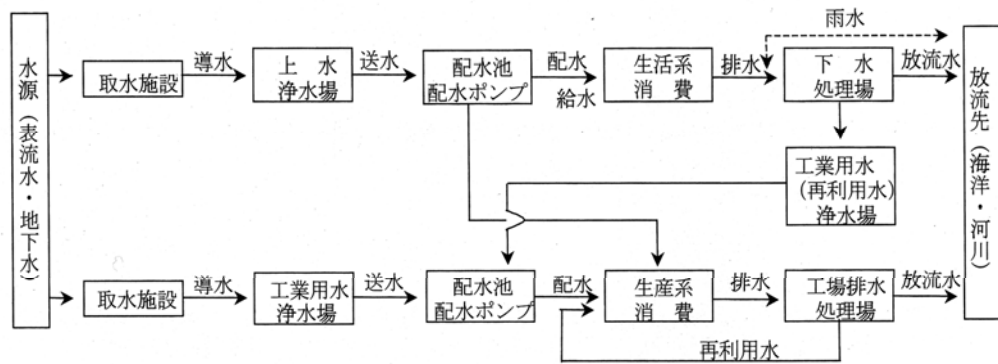 水源（表流水・地下水）
取水施設
導水
上水
浄水場
送水
配水池
配水ポンプ
配水
給水
生活系
消費
排水
雨水
下水
処理場
放流水
放流先（海洋・河川）
工業用水
（再利用水）
浄水場
取水施設
導水
工業用水
浄水場
送水
配水池
配水ポンプ
配水
生産系
消費
排水
工場排水
処理場
放流水
再利用水